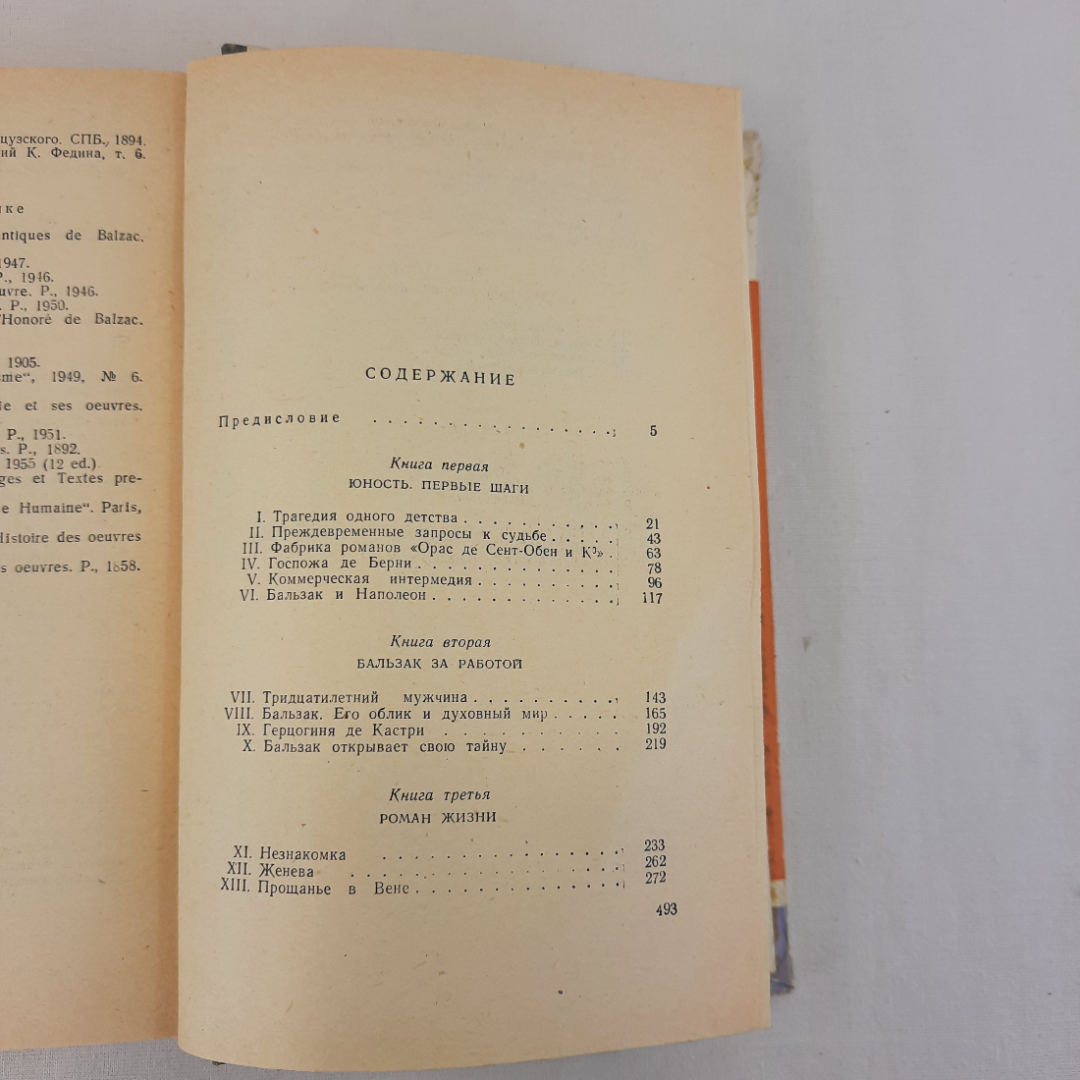 цузского. СПБ., 1894.
ний К. Федина, т. 6.
ntiques de Balzac.
1947.
P., 1946.
uvre. P., 1946.
. P., 1950.
'Honoré de Balzac.
1905.
sme“, 1949, № 6.
ie et ses oeuvres.
P., 1951.
s. P., 1892.
1955 (12 ed.).
ges et Textes pre-
e Humaine“. Paris,
Histoire des oeuvres
s oeuvres. P., 1858.
СОДЕРЖАНИЕ
Предисловие . . . . . . . . . . . . . . . . 5
Книга первая
ЮНОСТЬ. ПЕРВЫЕ ШАГИ
I. Трагедия одного детства . . . . . . . . . . . 21
II. Преждевременные запросы к судьбе . . . . . 43
III. Фабрика романов «Орас де Сент-Обен и К°» . 63
IV. Госпожа де Берни . . . . . . . . . . . . . 78
V. Коммерческая интермедия . . . . . . . . . . 96
VI. Бальзак и Наполеон . . . . . . . . . . . . . 117
Книга вторая
БАЛЬЗАК ЗА РАБОТОЙ
VII. Тридцатилетний мужчина . . . . . . . . . . 143
VIII. Бальзак. Его облик и духовный мир . . . . . 165
IX. Герцогиня де Кастри . . . . . . . . . . . 192
X. Бальзак открывает свою тайну . . . . . . 219
Книга третья
РОМАН ЖИЗНИ
XI. Незнакомка . . . . . . . . . . . . . . . 233
XII. Женева . . . . . . . . . . . . . . . . . 262
XIII. Прощанье в Вене . . . . . . . . . . . . . 272
493